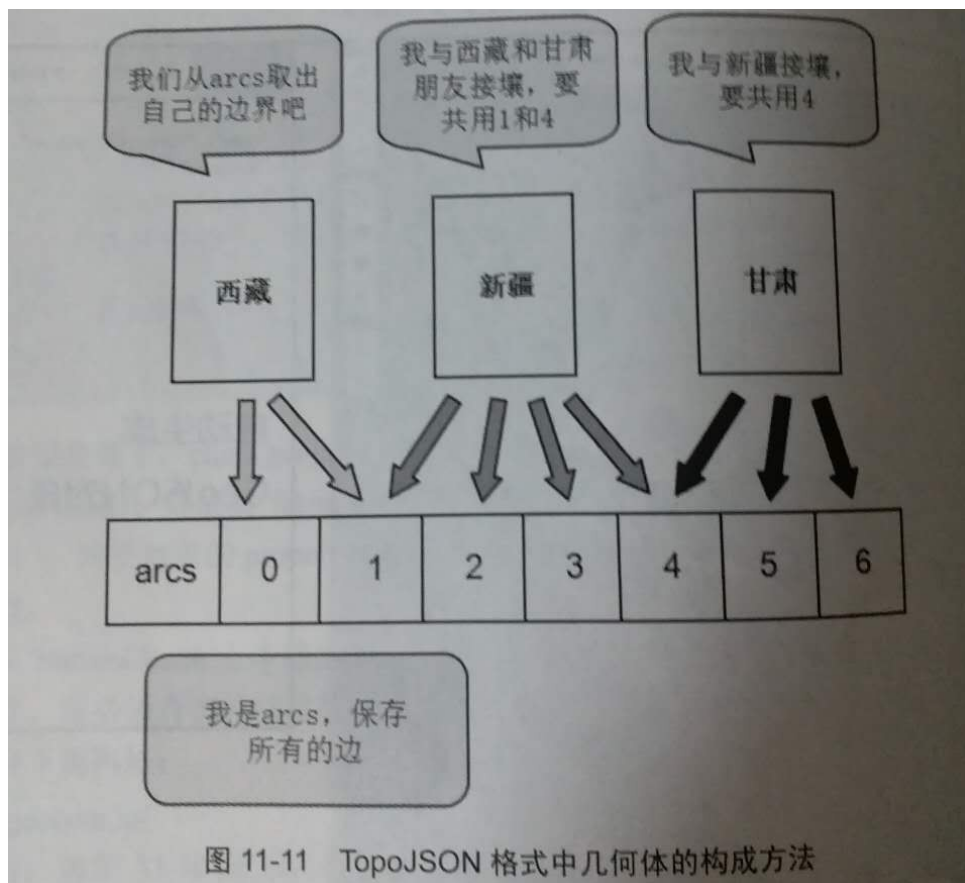 我们从arcs取出
自己的边界吧
我与西藏和甘肃
朋友接壤，要
共用1和4
我与新疆接壤，
要共用4
西藏
新疆
甘肃
arcs 0 1 2 3 4 5 6
我是arcs，保存
所有的边
图 11-11 TopoJSON 格式中几何体的构成方法